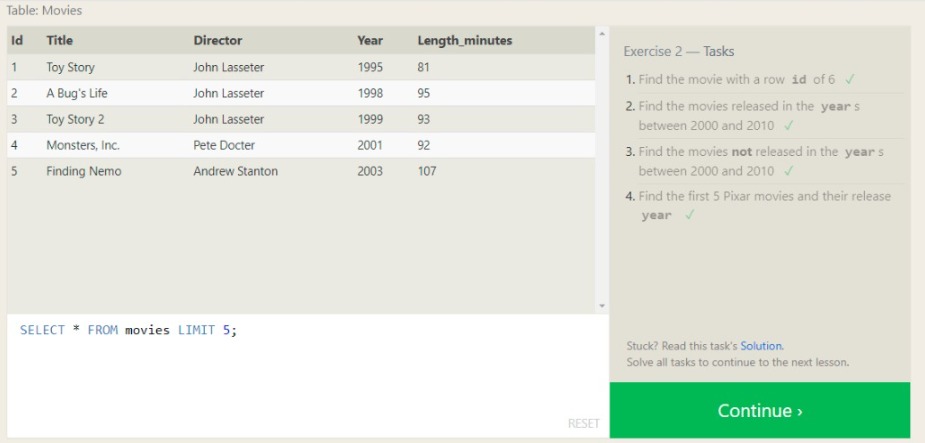 Table: Movies
Id Title Director Year Length_minutes
1 Toy Story John Lasseter 1995 81
2 A Bug's Life John Lasseter 1998 95
3 Toy Story 2 John Lasseter 1999 93
4 Monsters, Inc. Pete Docter 2001 92
5 Finding Nemo Andrew Stanton 2003 107
SELECT * FROM movies LIMIT 5;
RESET
Exercise 2 — Tasks
1. Find the movie with a row id of 6 ✓
2. Find the movies released in the year s
between 2000 and 2010 ✓
3. Find the movies not released in the year s
between 2000 and 2010 ✓
4. Find the first 5 Pixar movies and their release
year ✓
Stuck? Read this task's Solution.
Solve all tasks to continue to the next lesson.
Continue ›